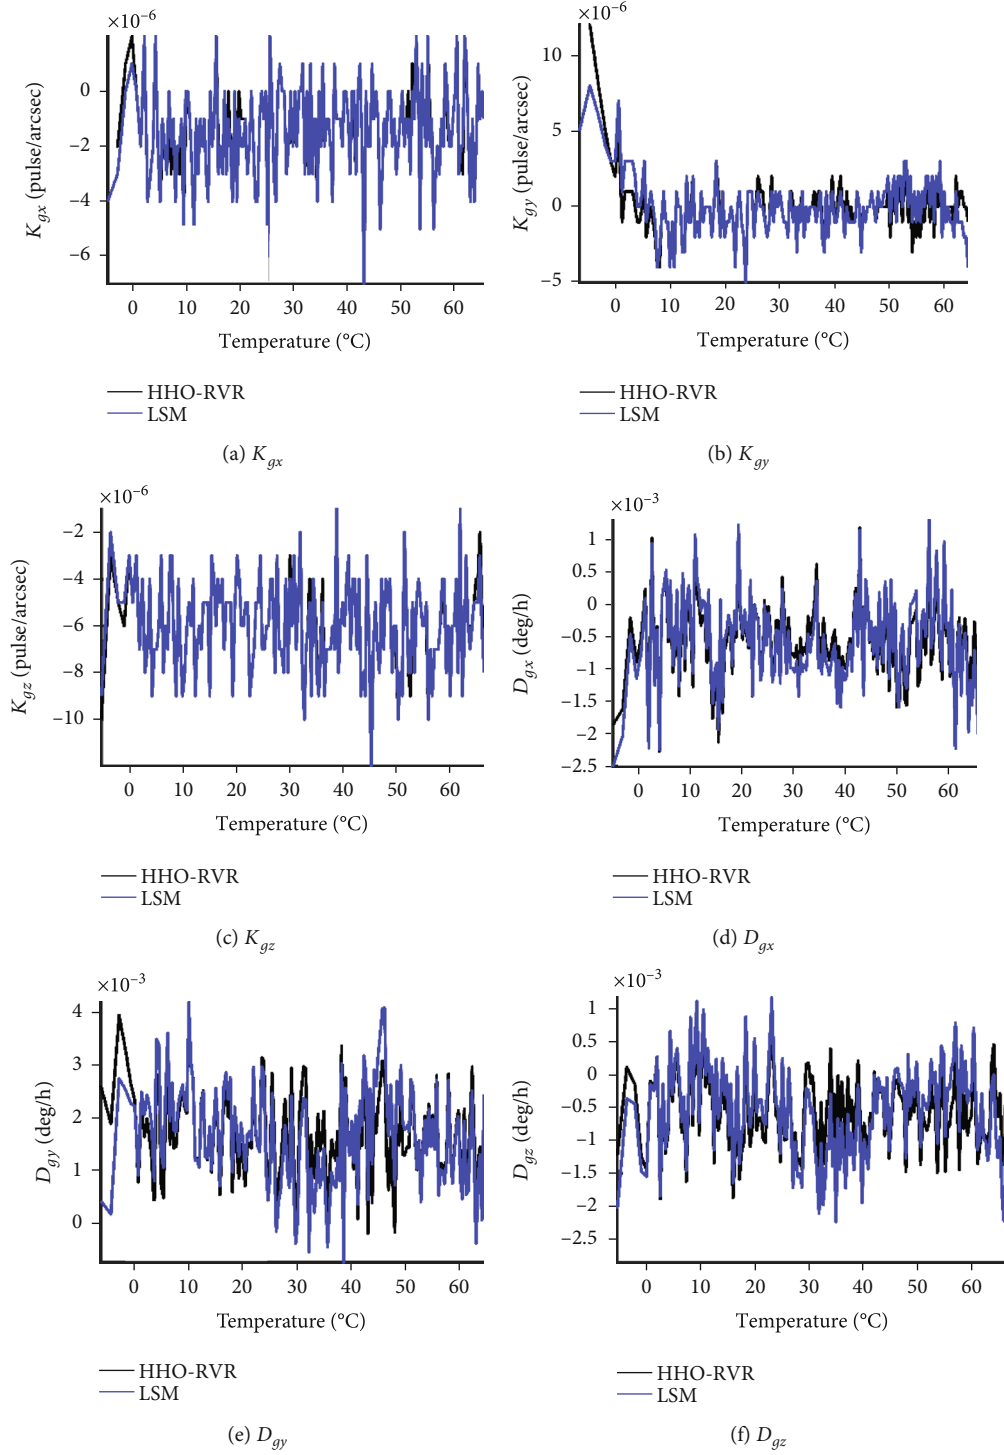 ×10⁻⁶
0
−2
−4
−6
K_gx (pulse/arcsec)
0 10 20 30 40 50 60
Temperature (°C)
HHO-RVR
LSM
(a) K_gx
×10⁻⁶
10
5
0
−5
K_gy (pulse/arcsec)
0 10 20 30 40 50 60
Temperature (°C)
HHO-RVR
LSM
(b) K_gy
×10⁻⁶
−2
−4
−6
−8
−10
K_gz (pulse/arcsec)
0 10 20 30 40 50 60
Temperature (°C)
HHO-RVR
LSM
(c) K_gz
×10⁻³
1
0.5
0
−0.5
−1
−1.5
−2
−2.5
D_gx (deg/h)
0 10 20 30 40 50 60
Temperature (°C)
HHO-RVR
LSM
(d) D_gx
×10⁻³
4
3
2
1
0
D_gy (deg/h)
0 10 20 30 40 50 60
Temperature (°C)
HHO-RVR
LSM
(e) D_gy
×10⁻³
1
0.5
0
−0.5
−1
−1.5
−2
−2.5
D_gz (deg/h)
0 10 20 30 40 50 60
Temperature (°C)
HHO-RVR
LSM
(f) D_gz